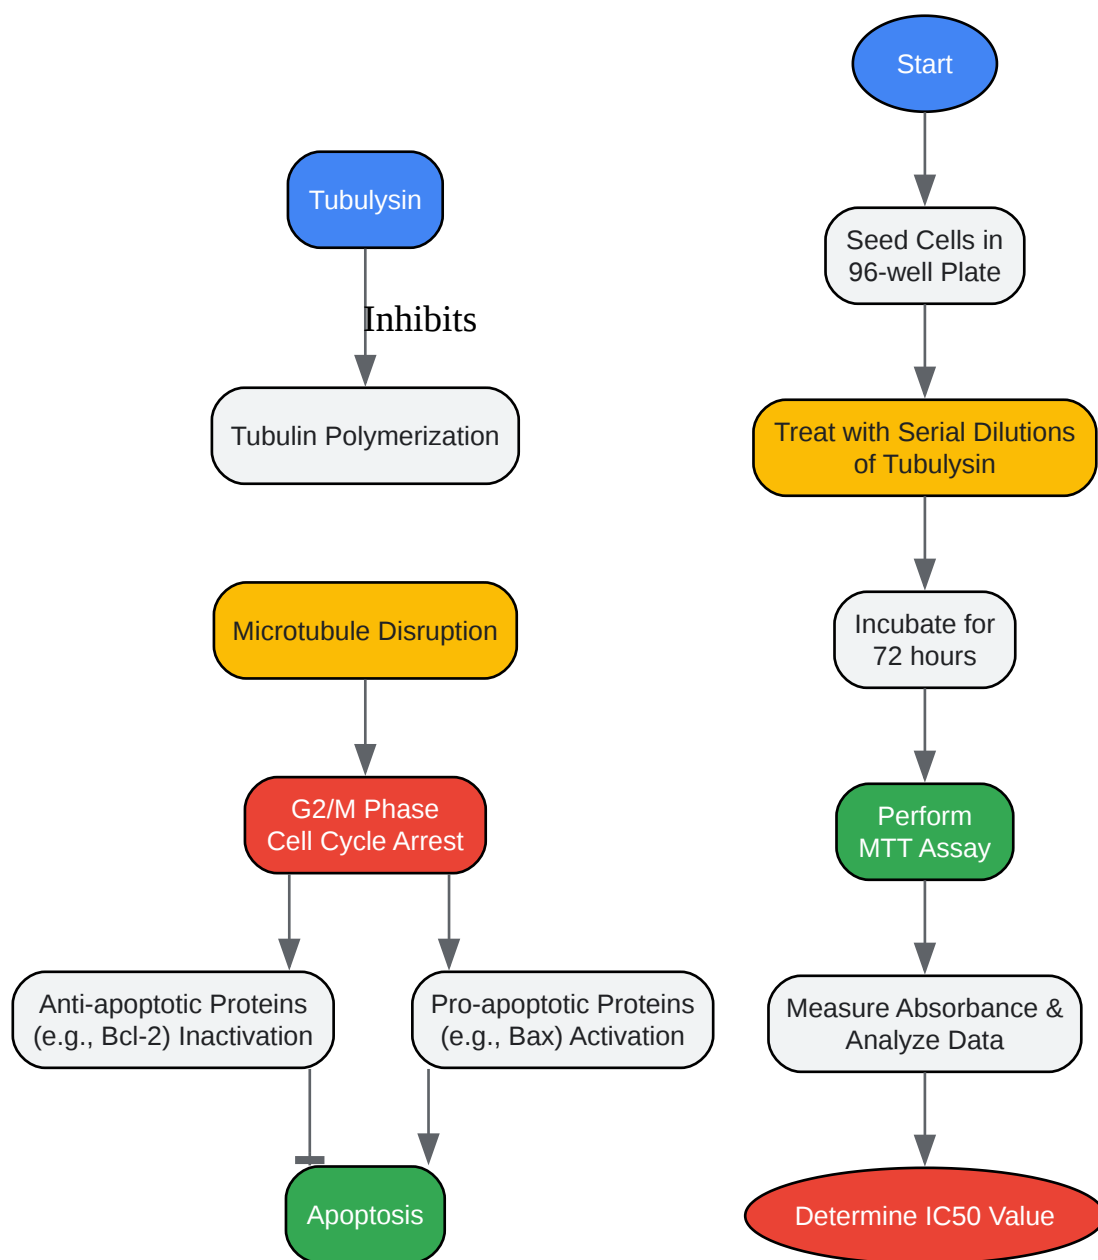 Tubulysin
Inhibits
Tubulin Polymerization
Microtubule Disruption
G2/M Phase
Cell Cycle Arrest
Anti-apoptotic Proteins
(e.g., Bcl-2) Inactivation
Pro-apoptotic Proteins
(e.g., Bax) Activation
Apoptosis
Start
Seed Cells in
96-well Plate
Treat with Serial Dilutions
of Tubulysin
Incubate for
72 hours
Perform
MTT Assay
Measure Absorbance &
Analyze Data
Determine IC50 Value